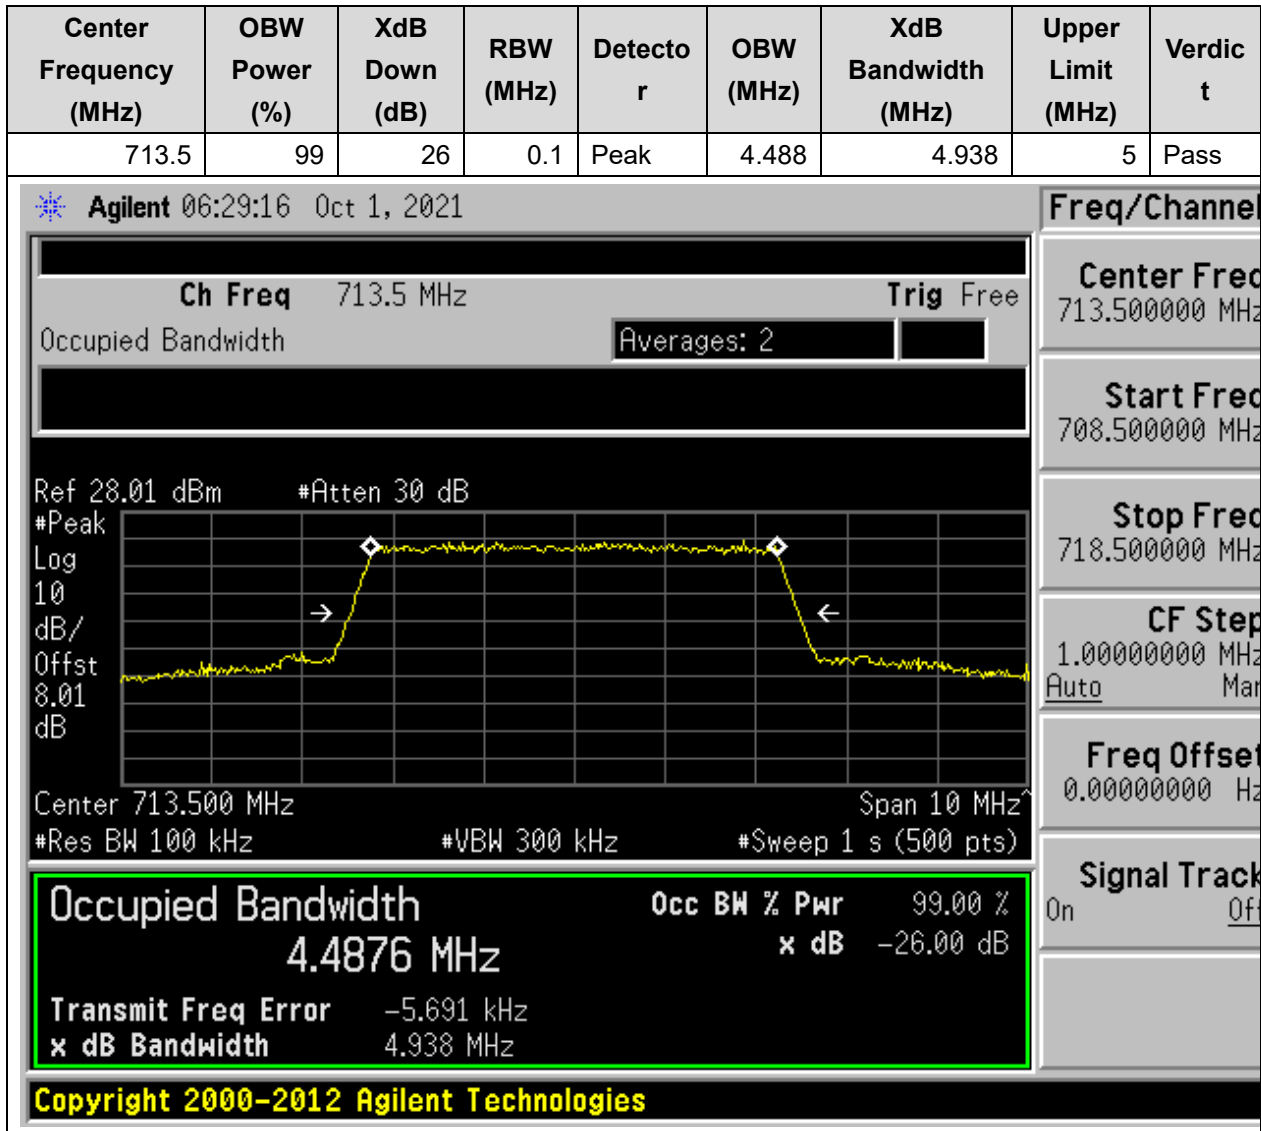 Center Frequency (MHz) OBW Power (%) XdB Down (dB) RBW (MHz) Detecto r OBW (MHz) XdB Bandwidth (MHz) Upper Limit (MHz) Verdic t
713.5 99 26 0.1 Peak 4.488 4.938 5 Pass
Agilent 06:29:16 Oct 1, 2021
Freq/Channel
Ch Freq 713.5 MHz Trig Free
Occupied Bandwidth Averages: 2
Center Freq
713.500000 MHz
Start Freq
708.500000 MHz
Stop Freq
718.500000 MHz
CF Step
1.00000000 MHz
Auto Man
Freq Offset
0.00000000 Hz
Signal Track
On Off
Ref 28.01 dBm #Atten 30 dB
#Peak
Log
10
dB/
Offst
8.01
dB
Center 713.500 MHz Span 10 MHz^
#Res BW 100 kHz #VBW 300 kHz #Sweep 1 s (500 pts)
Occupied Bandwidth Occ BW % Pwr 99.00 %
4.4876 MHz x dB -26.00 dB
Transmit Freq Error -5.691 kHz
x dB Bandwidth 4.938 MHz
Copyright 2000-2012 Agilent Technologies